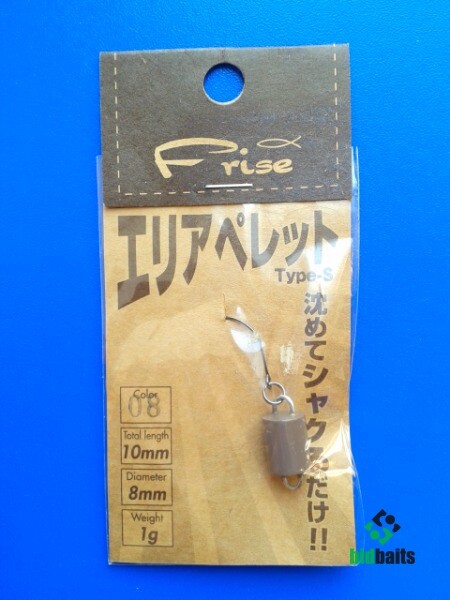 Prise
エリアペレット
Type-S
沈めてシャクるだけ!!
Color
08
Total length
10mm
Diameter
8mm
Weight
1g
bidbaits